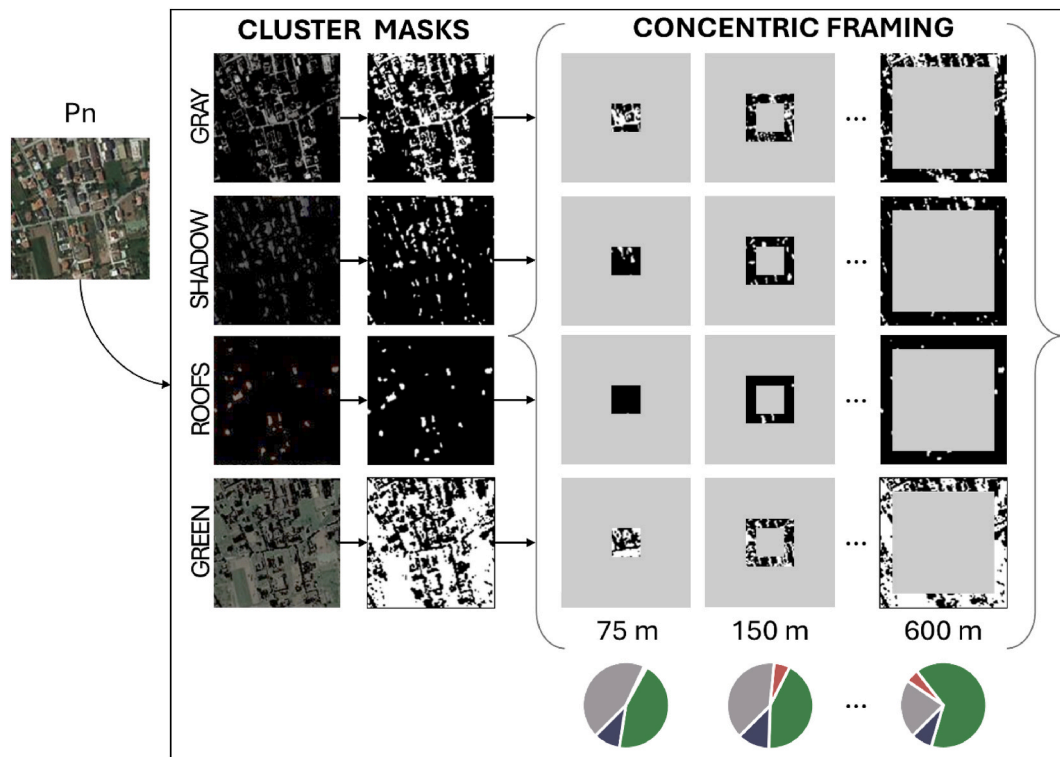 CLUSTER MASKS
CONCENTRIC FRAMING
Pn
GRAY
...
SHADOW
...
ROOFS
...
GREEN
...
75 m
150 m
600 m
...